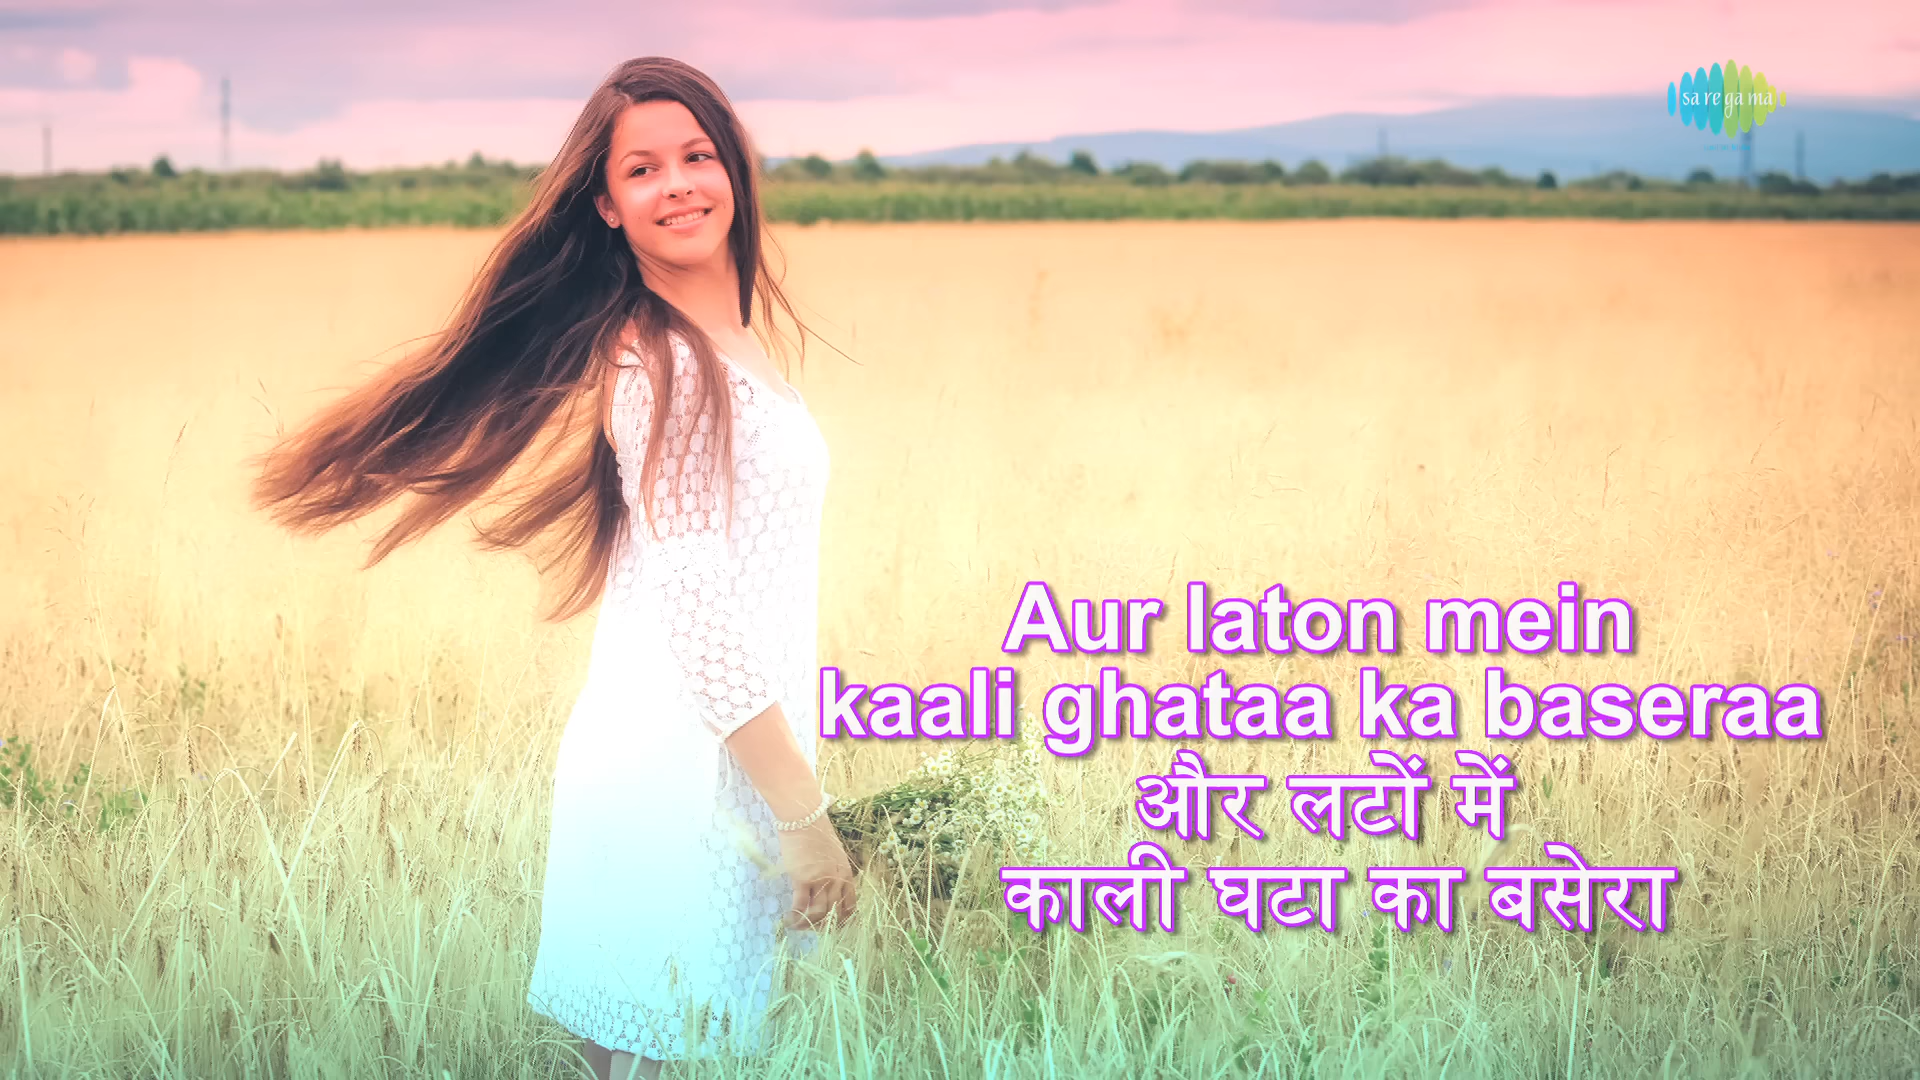 sa re ga ma
Aur laton mein
kaali ghataa ka baseraa
और लटों में
काली घटा का बसेरा